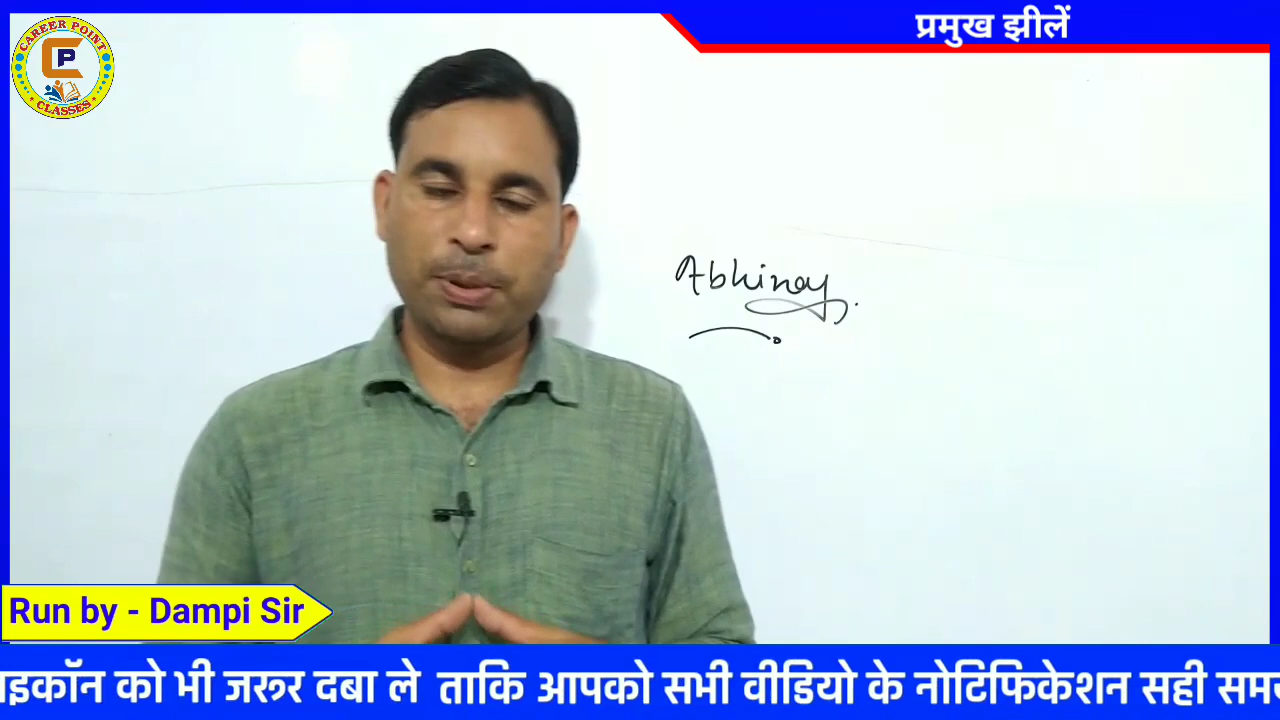 CAREER POINT
CP
CLASSES
प्रमुख झीलें
Abhinay
Run by - Dampi Sir
इकॉन को भी जरूर दबा ले ताकि आपको सभी वीडियो के नोटिफिकेशन सही सम